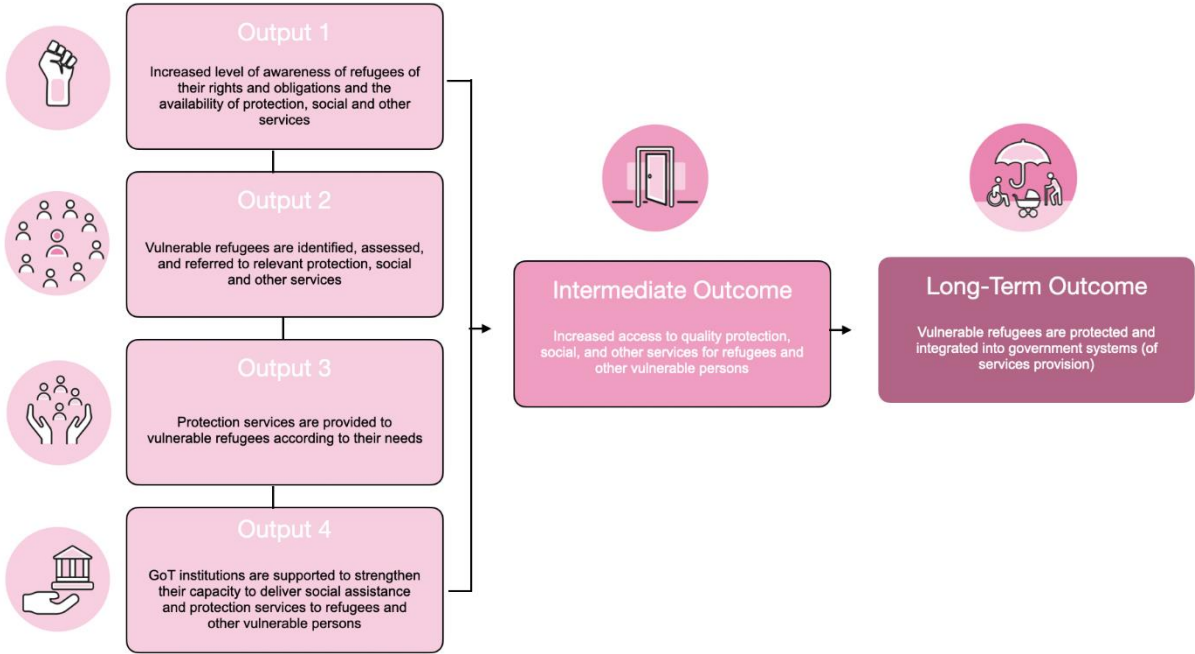 Output 1
Increased level of awareness of refugees of
their rights and obligations and the
availability of protection, social and other
services
Output 2
Vulnerable refugees are identified, assessed,
and referred to relevant protection, social
and other services
Output 3
Protection services are provided to
vulnerable refugees according to their needs
Output 4
GoT institutions are supported to strengthen
their capacity to deliver social assistance
and protection services to refugees and
other vulnerable persons
Intermediate Outcome
Increased access to quality protection,
social, and other services for refugees and
other vulnerable persons
Long-Term Outcome
Vulnerable refugees are protected and
integrated into government systems (of
services provision)